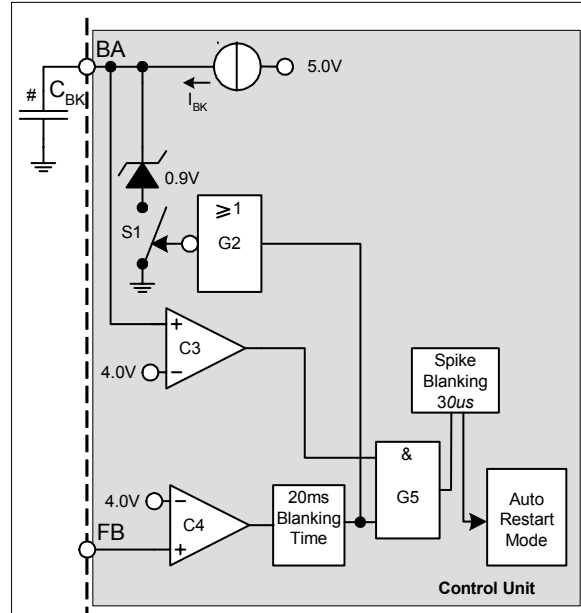 BA
5.0V
#
C_BK
I_BK
0.9V
S1
≥1
G2
C3
4.0V
Spike
Blanking
30us
&
G5
4.0V
C4
20ms
Blanking
Time
Auto
Restart
Mode
FB
Control Unit